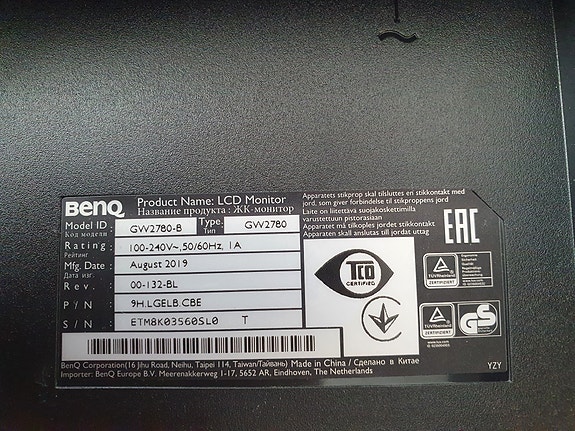 BenQ
Product Name: LCD Monitor
Название продукта : ЖК-монитор
Model ID :
Код модели
GW2780-B
Type.
Тип
GW2780
Rating :
Рейтинг
100-240V~,50/60Hz, 1A
Mfg. Date :
Дата изг.
August 2019
Rev. :
00-132-BL
P / N :
9H.LGELB.CBE
S / N :
ETM8K03560SL0 T
BenQ Corporation(16 Jihu Road, Neihu, Taipei 114, Taiwan/Тайвань) Made in China / Сделано в Китае
Importer: BenQ Europe B.V. Meerenakkerweg 1-17, 5652 AR, Eindhoven, The Netherlands
Apparatets stikprop skal tilsluttes en stikkontakt med
jord, som giver forbindelse til stikproppens jord
Laite on liitettävä suojakoskettimilla
varustettuun pistorasiaan
Apparatet må tilkoples jordet stikkontakt
Apparaten skall anslutas till jordat uttag
EAC
TCO
CERTIFIED
TÜVRheinland
ZERTIFIZIERT
TÜVRheinland
ZERTIFIZIERT
GS
YZY